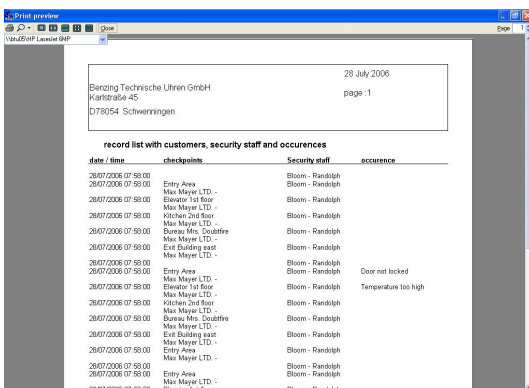 Print preview
Close
Page 1
\\btu05\HP LaserJet 6MP
28 July 2006
Benzing Technische Uhren GmbH
Karlstraße 45
page :1
D78054 Schwenningen
record list with customers, security staff and occurences
date / time checkpoints Security staff occurence
28/07/2006 07:58:00 Bloom - Randolph
28/07/2006 07:58:00 Entry Area Bloom - Randolph
Max Mayer LTD. -
28/07/2006 07:58:00 Elevator 1st floor Bloom - Randolph
Max Mayer LTD. -
28/07/2006 07:58:00 Kitchen 2nd floor Bloom - Randolph
Max Mayer LTD. -
28/07/2006 07:58:00 Bureau Mrs. Doubtfire Bloom - Randolph
Max Mayer LTD. -
28/07/2006 07:58:00 Exit Building east Bloom - Randolph
Max Mayer LTD. -
28/07/2006 07:58:00 Bloom - Randolph
28/07/2006 07:58:00 Entry Area Bloom - Randolph Door not locked
Max Mayer LTD. -
28/07/2006 07:58:00 Elevator 1st floor Bloom - Randolph Temperature too high
Max Mayer LTD. -
28/07/2006 07:58:00 Kitchen 2nd floor Bloom - Randolph
Max Mayer LTD. -
28/07/2006 07:58:00 Bureau Mrs. Doubtfire Bloom - Randolph
Max Mayer LTD. -
28/07/2006 07:58:00 Exit Building east Bloom - Randolph
Max Mayer LTD. -
28/07/2006 07:58:00 Entry Area Bloom - Randolph
Max Mayer LTD. -
28/07/2006 07:58:00 Bloom - Randolph
28/07/2006 07:58:00 Entry Area Bloom - Randolph
Max Mayer LTD. -